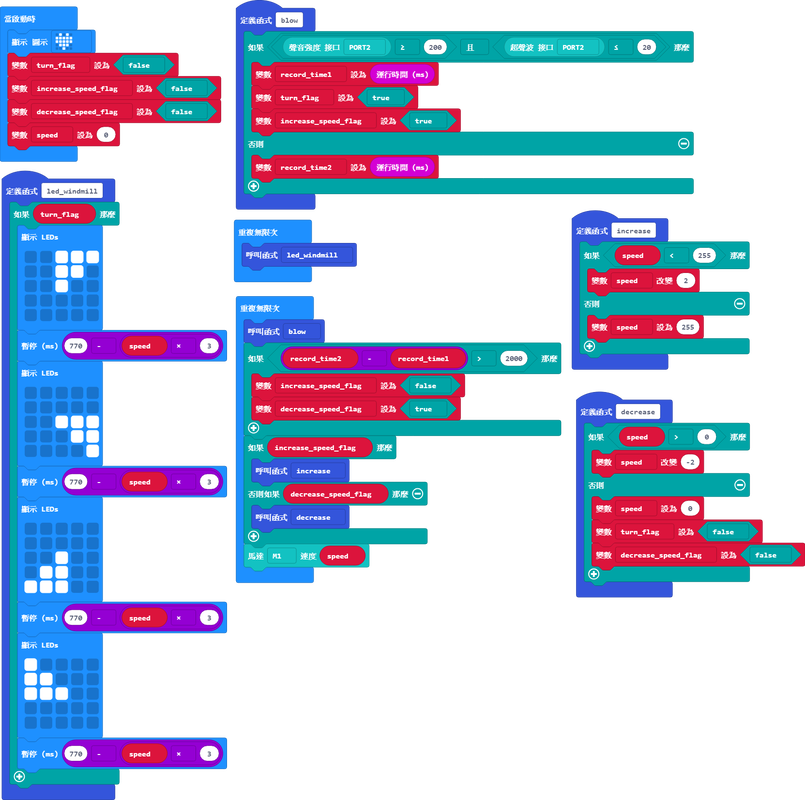 當啟動時
顯示 圖示
變數 turn_flag 設為 false
變數 increase_speed_flag 設為 false
變數 decrease_speed_flag 設為 false
變數 speed 設為 0
定義函式 led_windmill
如果 turn_flag 那麼
顯示 LEDs
暫停 (ms) 770 - speed × 3
顯示 LEDs
暫停 (ms) 770 - speed × 3
顯示 LEDs
暫停 (ms) 770 - speed × 3
顯示 LEDs
暫停 (ms) 770 - speed × 3
定義函式 blow
如果 聲音強度 接口 PORT2 ≥ 200 且 超聲波 接口 PORT2 ≤ 20 那麼
變數 record_time1 設為 運行時間 (ms)
變數 turn_flag 設為 true
變數 increase_speed_flag 設為 true
否則
變數 record_time2 設為 運行時間 (ms)
重複無限次
呼叫函式 led_windmill
重複無限次
呼叫函式 blow
如果 record_time2 - record_time1 > 2000 那麼
變數 increase_speed_flag 設為 false
變數 decrease_speed_flag 設為 true
如果 increase_speed_flag 那麼
呼叫函式 increase
否則如果 decrease_speed_flag 那麼
呼叫函式 decrease
馬達 M1 速度 speed
定義函式 increase
如果 speed < 255 那麼
變數 speed 改變 2
否則
變數 speed 設為 255
定義函式 decrease
如果 speed > 0 那麼
變數 speed 改變 -2
否則
變數 speed 設為 0
變數 turn_flag 設為 false
變數 decrease_speed_flag 設為 false